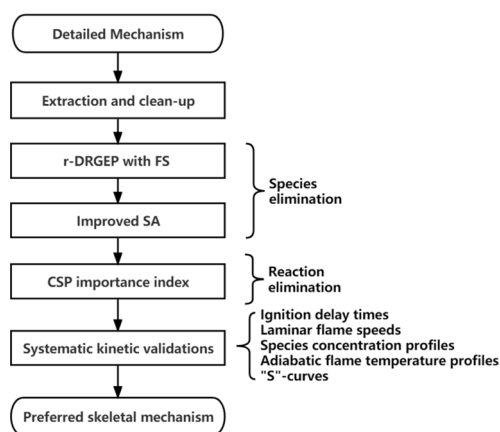 Detailed Mechanism
Extraction and clean-up
r-DRGEP with FS
Improved SA
Species
elimination
CSP importance index
Reaction
elimination
Systematic kinetic validations
Ignition delay times
Laminar flame speeds
Species concentration profiles
Adiabatic flame temperature profiles
"S"-curves
Preferred skeletal mechanism